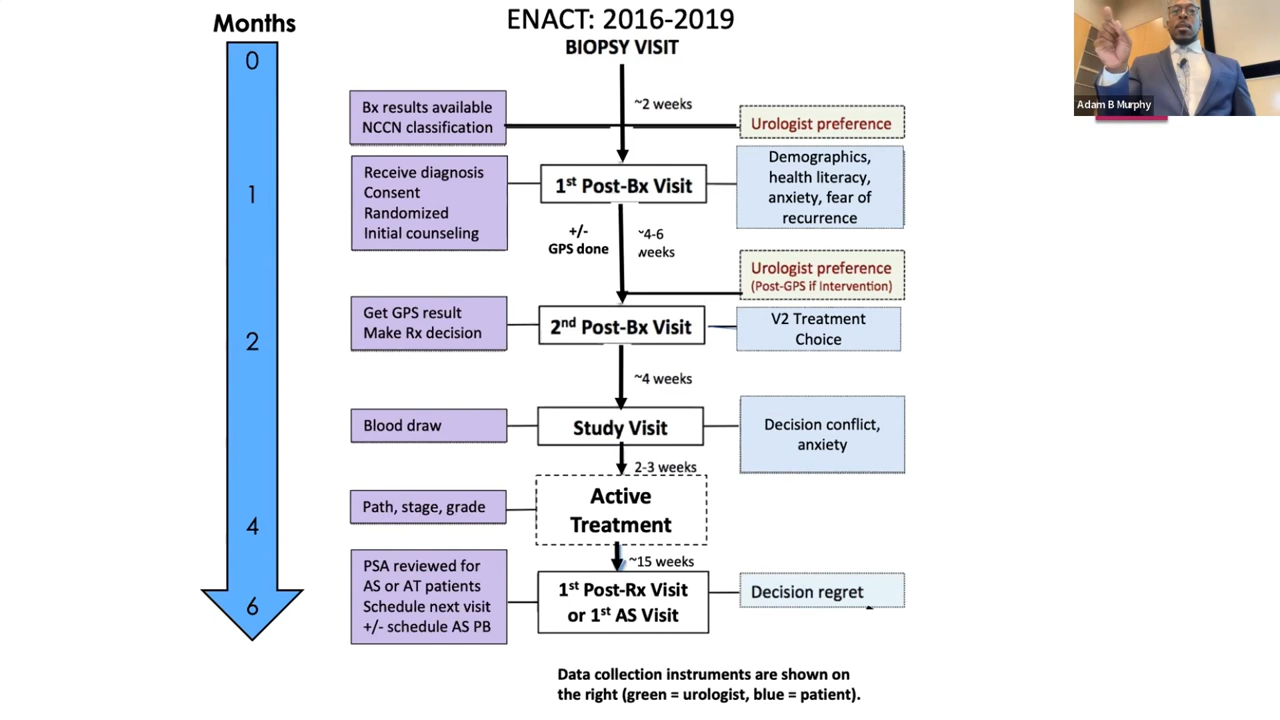 ENACT: 2016-2019
Months
BIOPSY VISIT
0
~2 weeks
Bx results available
NCCN classification
Urologist preference
Receive diagnosis
Consent
Randomized
Initial counseling
1
1st Post-Bx Visit
Demographics,
health literacy,
anxiety, fear of
recurrence
+/-
GPS done
~4-6
weeks
Urologist preference
(Post-GPS if Intervention)
Get GPS result
Make Rx decision
2
2nd Post-Bx Visit
V2 Treatment
Choice
~4 weeks
Blood draw
Study Visit
Decision conflict,
anxiety
2-3 weeks
Path, stage, grade
4
Active
Treatment
~15 weeks
PSA reviewed for
AS or AT patients
Schedule next visit
+/- schedule AS PB
6
1st Post-Rx Visit
or 1st AS Visit
Decision regret
Data collection instruments are shown on
the right (green = urologist, blue = patient).
Adam B Murphy